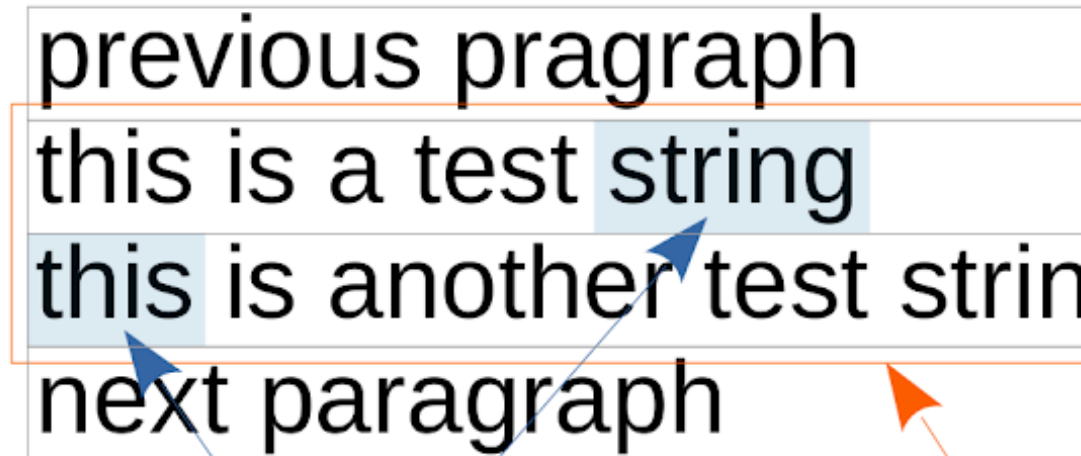 previous pragraph
this is a test string
this is another test strin
next paragraph